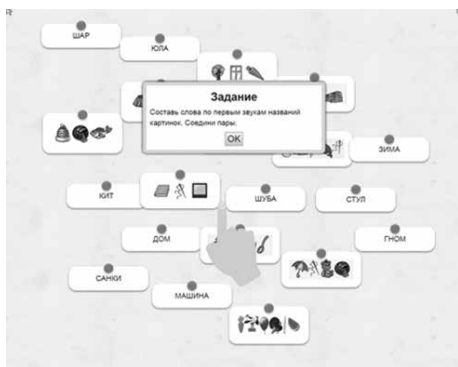 ШАР
ЮЛА
Задание
Составь слова по первым звукам названий
картинок. Соедини пары.
OK
ЗИМА
КИТ
ШУБА
СТУЛ
ДОМ
ГНОМ
САНКИ
МАШИНА